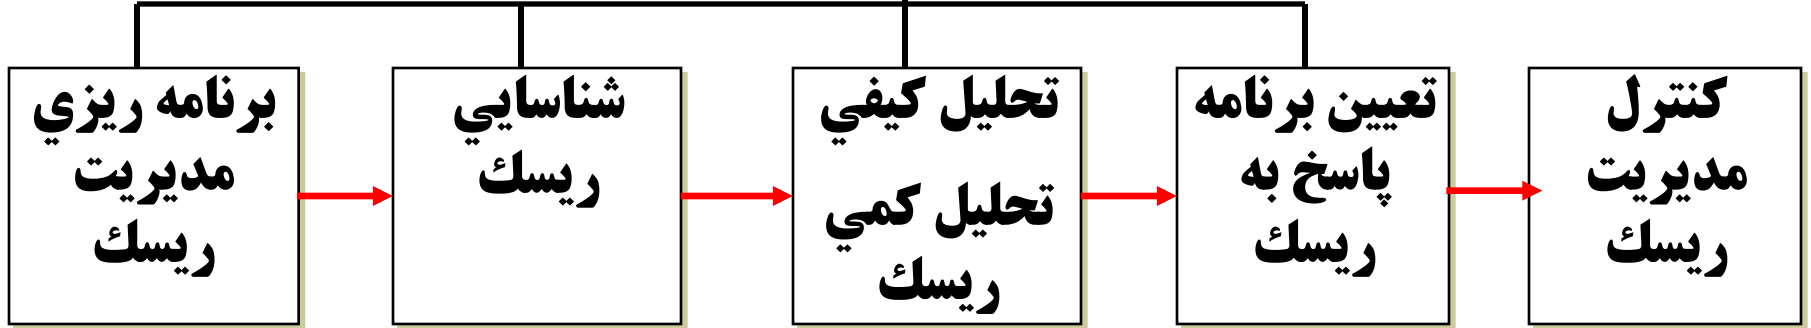 برنامه ريزي
مديريت
ريسك
شناسايي
ريسك
تحليل كيفي
تحليل كمي
ريسك
تعيين برنامه
پاسخ به
ريسك
كنترل
مديريت
ريسك